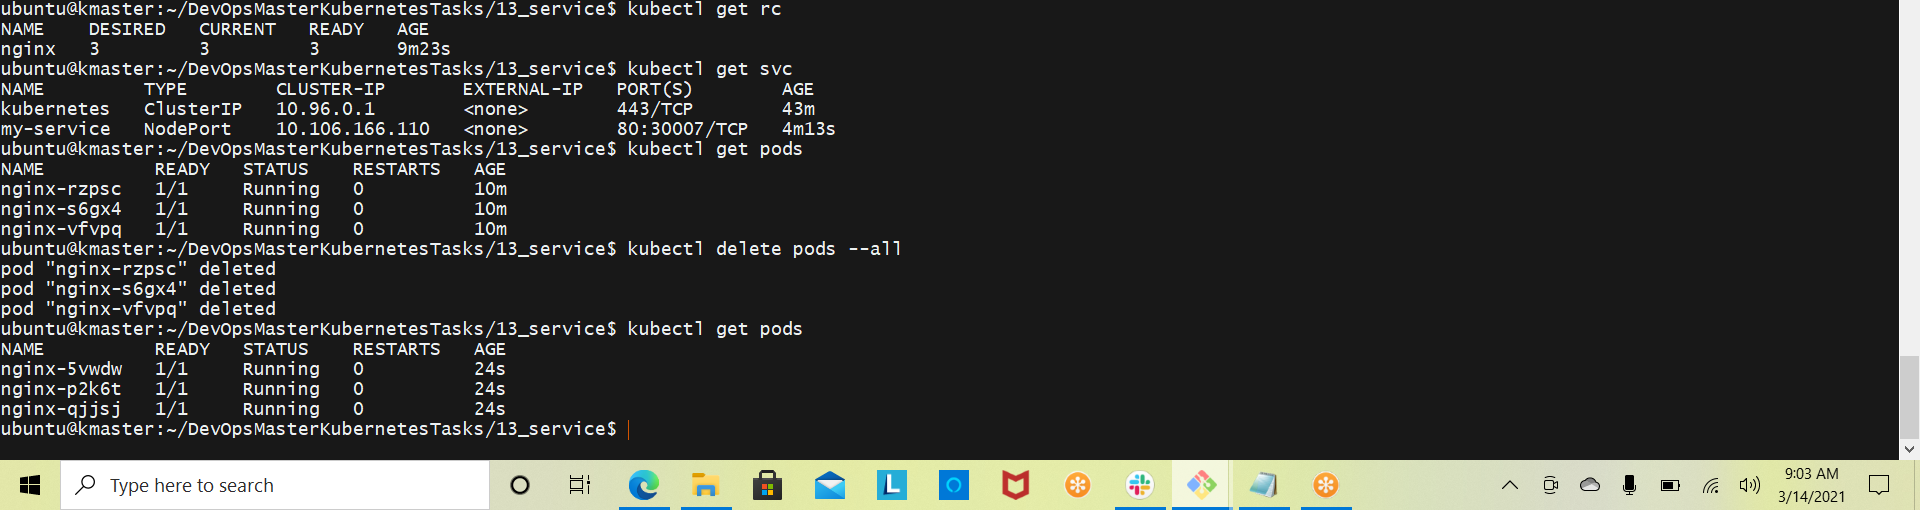 ubuntu@kmaster:~/DevOpsMasterKubernetesTasks/13_service$ kubectl get rc
NAME    DESIRED   CURRENT   READY   AGE
nginx   3         3         3       9m23s
ubuntu@kmaster:~/DevOpsMasterKubernetesTasks/13_service$ kubectl get svc
NAME         TYPE        CLUSTER-IP       EXTERNAL-IP   PORT(S)        AGE
kubernetes   ClusterIP   10.96.0.1        <none>        443/TCP        43m
my-service   NodePort    10.106.166.110   <none>        80:30007/TCP   4m13s
ubuntu@kmaster:~/DevOpsMasterKubernetesTasks/13_service$ kubectl get pods
NAME          READY   STATUS    RESTARTS   AGE
nginx-rzpsc   1/1     Running   0          10m
nginx-s6gx4   1/1     Running   0          10m
nginx-vfvpq   1/1     Running   0          10m
ubuntu@kmaster:~/DevOpsMasterKubernetesTasks/13_service$ kubectl delete pods --all
pod "nginx-rzpsc" deleted
pod "nginx-s6gx4" deleted
pod "nginx-vfvpq" deleted
ubuntu@kmaster:~/DevOpsMasterKubernetesTasks/13_service$ kubectl get pods
NAME          READY   STATUS    RESTARTS   AGE
nginx-5vwdw   1/1     Running   0          24s
nginx-p2k6t   1/1     Running   0          24s
nginx-qjjsj   1/1     Running   0          24s
ubuntu@kmaster:~/DevOpsMasterKubernetesTasks/13_service$
Type here to search
L
9:03 AM
3/14/2021